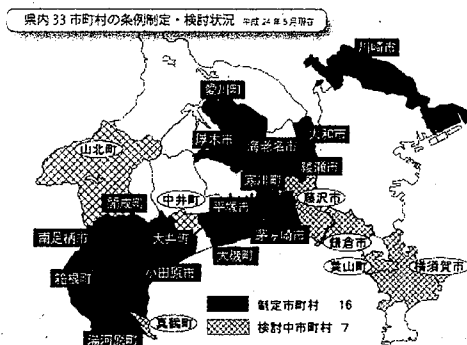 県内33市町村の条例制定・検討状況 平成24年5月現在
川崎市
愛川町
大和市
厚木市
海老名市
山北町
綾瀬市
寒川町
開成町
中井町
平塚市
藤沢市
南足柄市
大井町
茅ヶ崎市
鎌倉市
大磯町
箱根町
小田原市
葉山町
横須賀市
制定市町村 16
真鶴町
検討中市町村 7
湯河原町